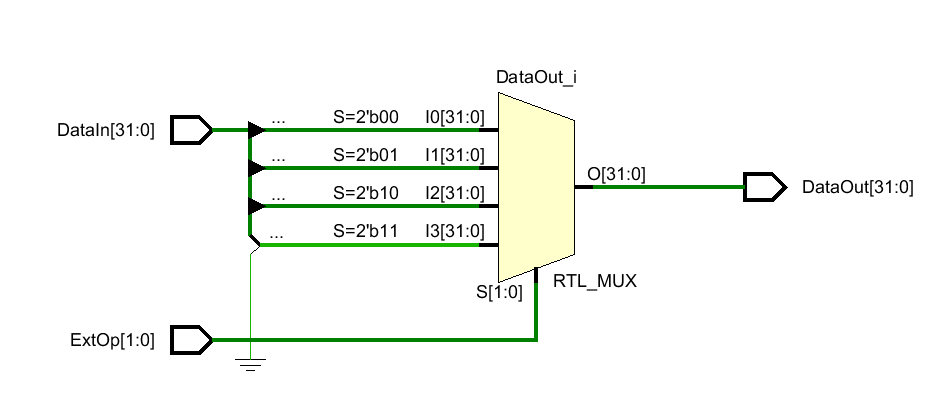 DataOut_i
DataIn[31:0]
... S=2'b00 I0[31:0]
... S=2'b01 I1[31:0]
... S=2'b10 I2[31:0]
... S=2'b11 I3[31:0]
O[31:0]
DataOut[31:0]
S[1:0]
RTL_MUX
ExtOp[1:0]